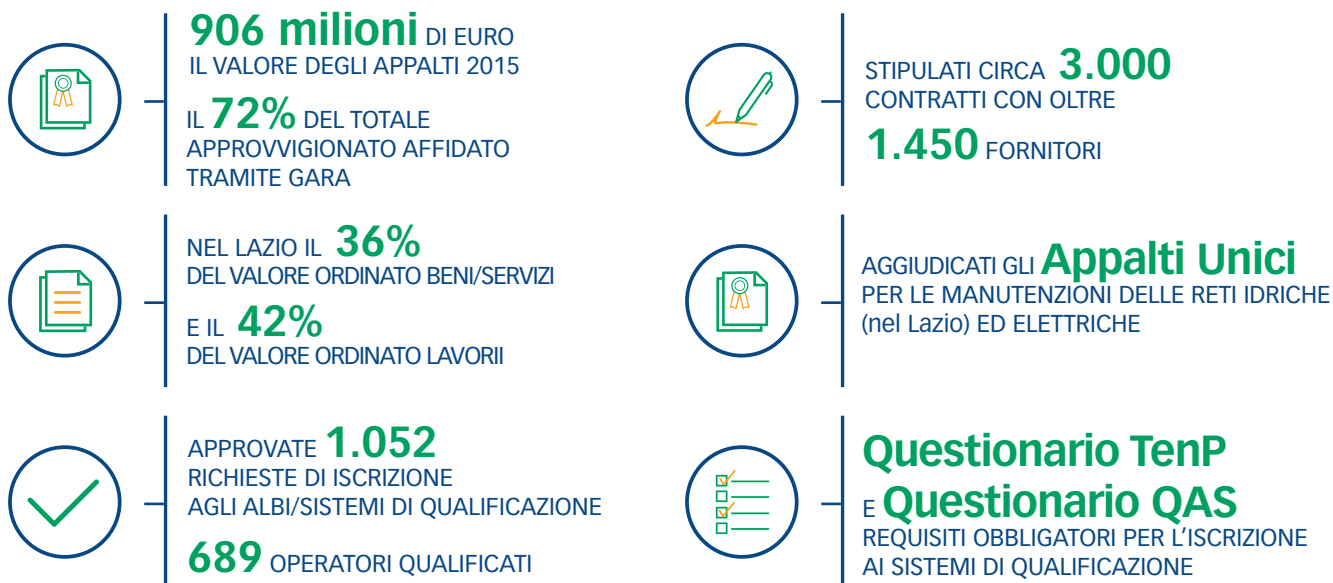 906 milioni DI EURO
IL VALORE DEGLI APPALTI 2015
IL 72% DEL TOTALE
APPROVVIGIONATO AFFIDATO
TRAMITE GARA
STIPULATI CIRCA 3.000
CONTRATTI CON OLTRE
1.450 FORNITORI
NEL LAZIO IL 36%
DEL VALORE ORDINATO BENI/SERVIZI
E IL 42%
DEL VALORE ORDINATO LAVORII
AGGIUDICATI GLI Appalti Unici
PER LE MANUTENZIONI DELLE RETI IDRICHE
(nel Lazio) ED ELETTRICHE
APPROVATE 1.052
RICHIESTE DI ISCRIZIONE
AGLI ALBI/SISTEMI DI QUALIFICAZIONE
689 OPERATORI QUALIFICATI
Questionario TenP
E Questionario QAS
REQUISITI OBBLIGATORI PER L'ISCRIZIONE
AI SISTEMI DI QUALIFICAZIONE